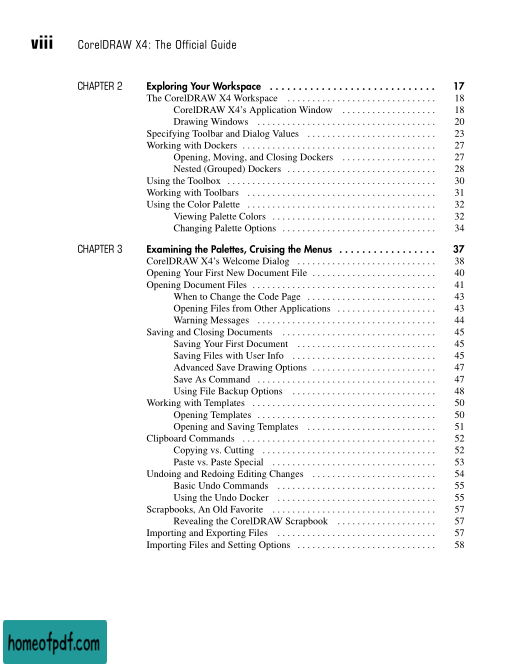 viii CorelDRAW X4: The Official Guide
CHAPTER 2 Exploring Your Workspace . . . . . . . . . . . . . . . . . . . . . . . . . . . . . 17
The CorelDRAW X4 Workspace . . . . . . . . . . . . . . . . . . . . . . . . . . . . . . 18
CorelDRAW X4's Application Window . . . . . . . . . . . . . . . . . . . 18
Drawing Windows . . . . . . . . . . . . . . . . . . . . . . . . . . . . . . . . . . . . 20
Specifying Toolbar and Dialog Values . . . . . . . . . . . . . . . . . . . . . . . . . . 23
Working with Dockers . . . . . . . . . . . . . . . . . . . . . . . . . . . . . . . . . . . . . . . 27
Opening, Moving, and Closing Dockers . . . . . . . . . . . . . . . . . . . 27
Nested (Grouped) Dockers . . . . . . . . . . . . . . . . . . . . . . . . . . . . . . 28
Using the Toolbox . . . . . . . . . . . . . . . . . . . . . . . . . . . . . . . . . . . . . . . . . . 30
Working with Toolbars . . . . . . . . . . . . . . . . . . . . . . . . . . . . . . . . . . . . . . 31
Using the Color Palette . . . . . . . . . . . . . . . . . . . . . . . . . . . . . . . . . . . . . . 32
Viewing Palette Colors . . . . . . . . . . . . . . . . . . . . . . . . . . . . . . . . . 32
Changing Palette Options . . . . . . . . . . . . . . . . . . . . . . . . . . . . . . . 34
CHAPTER 3 Examining the Palettes, Cruising the Menus . . . . . . . . . . . . . . . . . 37
CorelDRAW X4's Welcome Dialog . . . . . . . . . . . . . . . . . . . . . . . . . . . . 38
Opening Your First New Document File . . . . . . . . . . . . . . . . . . . . . . . . . 40
Opening Document Files . . . . . . . . . . . . . . . . . . . . . . . . . . . . . . . . . . . . . 41
When to Change the Code Page . . . . . . . . . . . . . . . . . . . . . . . . . . 43
Opening Files from Other Applications . . . . . . . . . . . . . . . . . . . . 43
Warning Messages . . . . . . . . . . . . . . . . . . . . . . . . . . . . . . . . . . . . 44
Saving and Closing Documents . . . . . . . . . . . . . . . . . . . . . . . . . . . . . . . 45
Saving Your First Document . . . . . . . . . . . . . . . . . . . . . . . . . . . . 45
Saving Files with User Info . . . . . . . . . . . . . . . . . . . . . . . . . . . . . 45
Advanced Save Drawing Options . . . . . . . . . . . . . . . . . . . . . . . . . 47
Save As Command . . . . . . . . . . . . . . . . . . . . . . . . . . . . . . . . . . . . 47
Using File Backup Options . . . . . . . . . . . . . . . . . . . . . . . . . . . . . 48
Working with Templates . . . . . . . . . . . . . . . . . . . . . . . . . . . . . . . . . . . . . 50
Opening Templates . . . . . . . . . . . . . . . . . . . . . . . . . . . . . . . . . . . . 50
Opening and Saving Templates . . . . . . . . . . . . . . . . . . . . . . . . . . 51
Clipboard Commands . . . . . . . . . . . . . . . . . . . . . . . . . . . . . . . . . . . . . . . 52
Copying vs. Cutting . . . . . . . . . . . . . . . . . . . . . . . . . . . . . . . . . . . 52
Paste vs. Paste Special . . . . . . . . . . . . . . . . . . . . . . . . . . . . . . . . . 53
Undoing and Redoing Editing Changes . . . . . . . . . . . . . . . . . . . . . . . . . 54
Basic Undo Commands . . . . . . . . . . . . . . . . . . . . . . . . . . . . . . . . 55
Using the Undo Docker . . . . . . . . . . . . . . . . . . . . . . . . . . . . . . . . 55
Scrapbooks, An Old Favorite . . . . . . . . . . . . . . . . . . . . . . . . . . . . . . . . . 57
Revealing the CorelDRAW Scrapbook . . . . . . . . . . . . . . . . . . . . 57
Importing and Exporting Files . . . . . . . . . . . . . . . . . . . . . . . . . . . . . . . . 57
Importing Files and Setting Options . . . . . . . . . . . . . . . . . . . . . . . . . . . . 58
homeofpdf.com